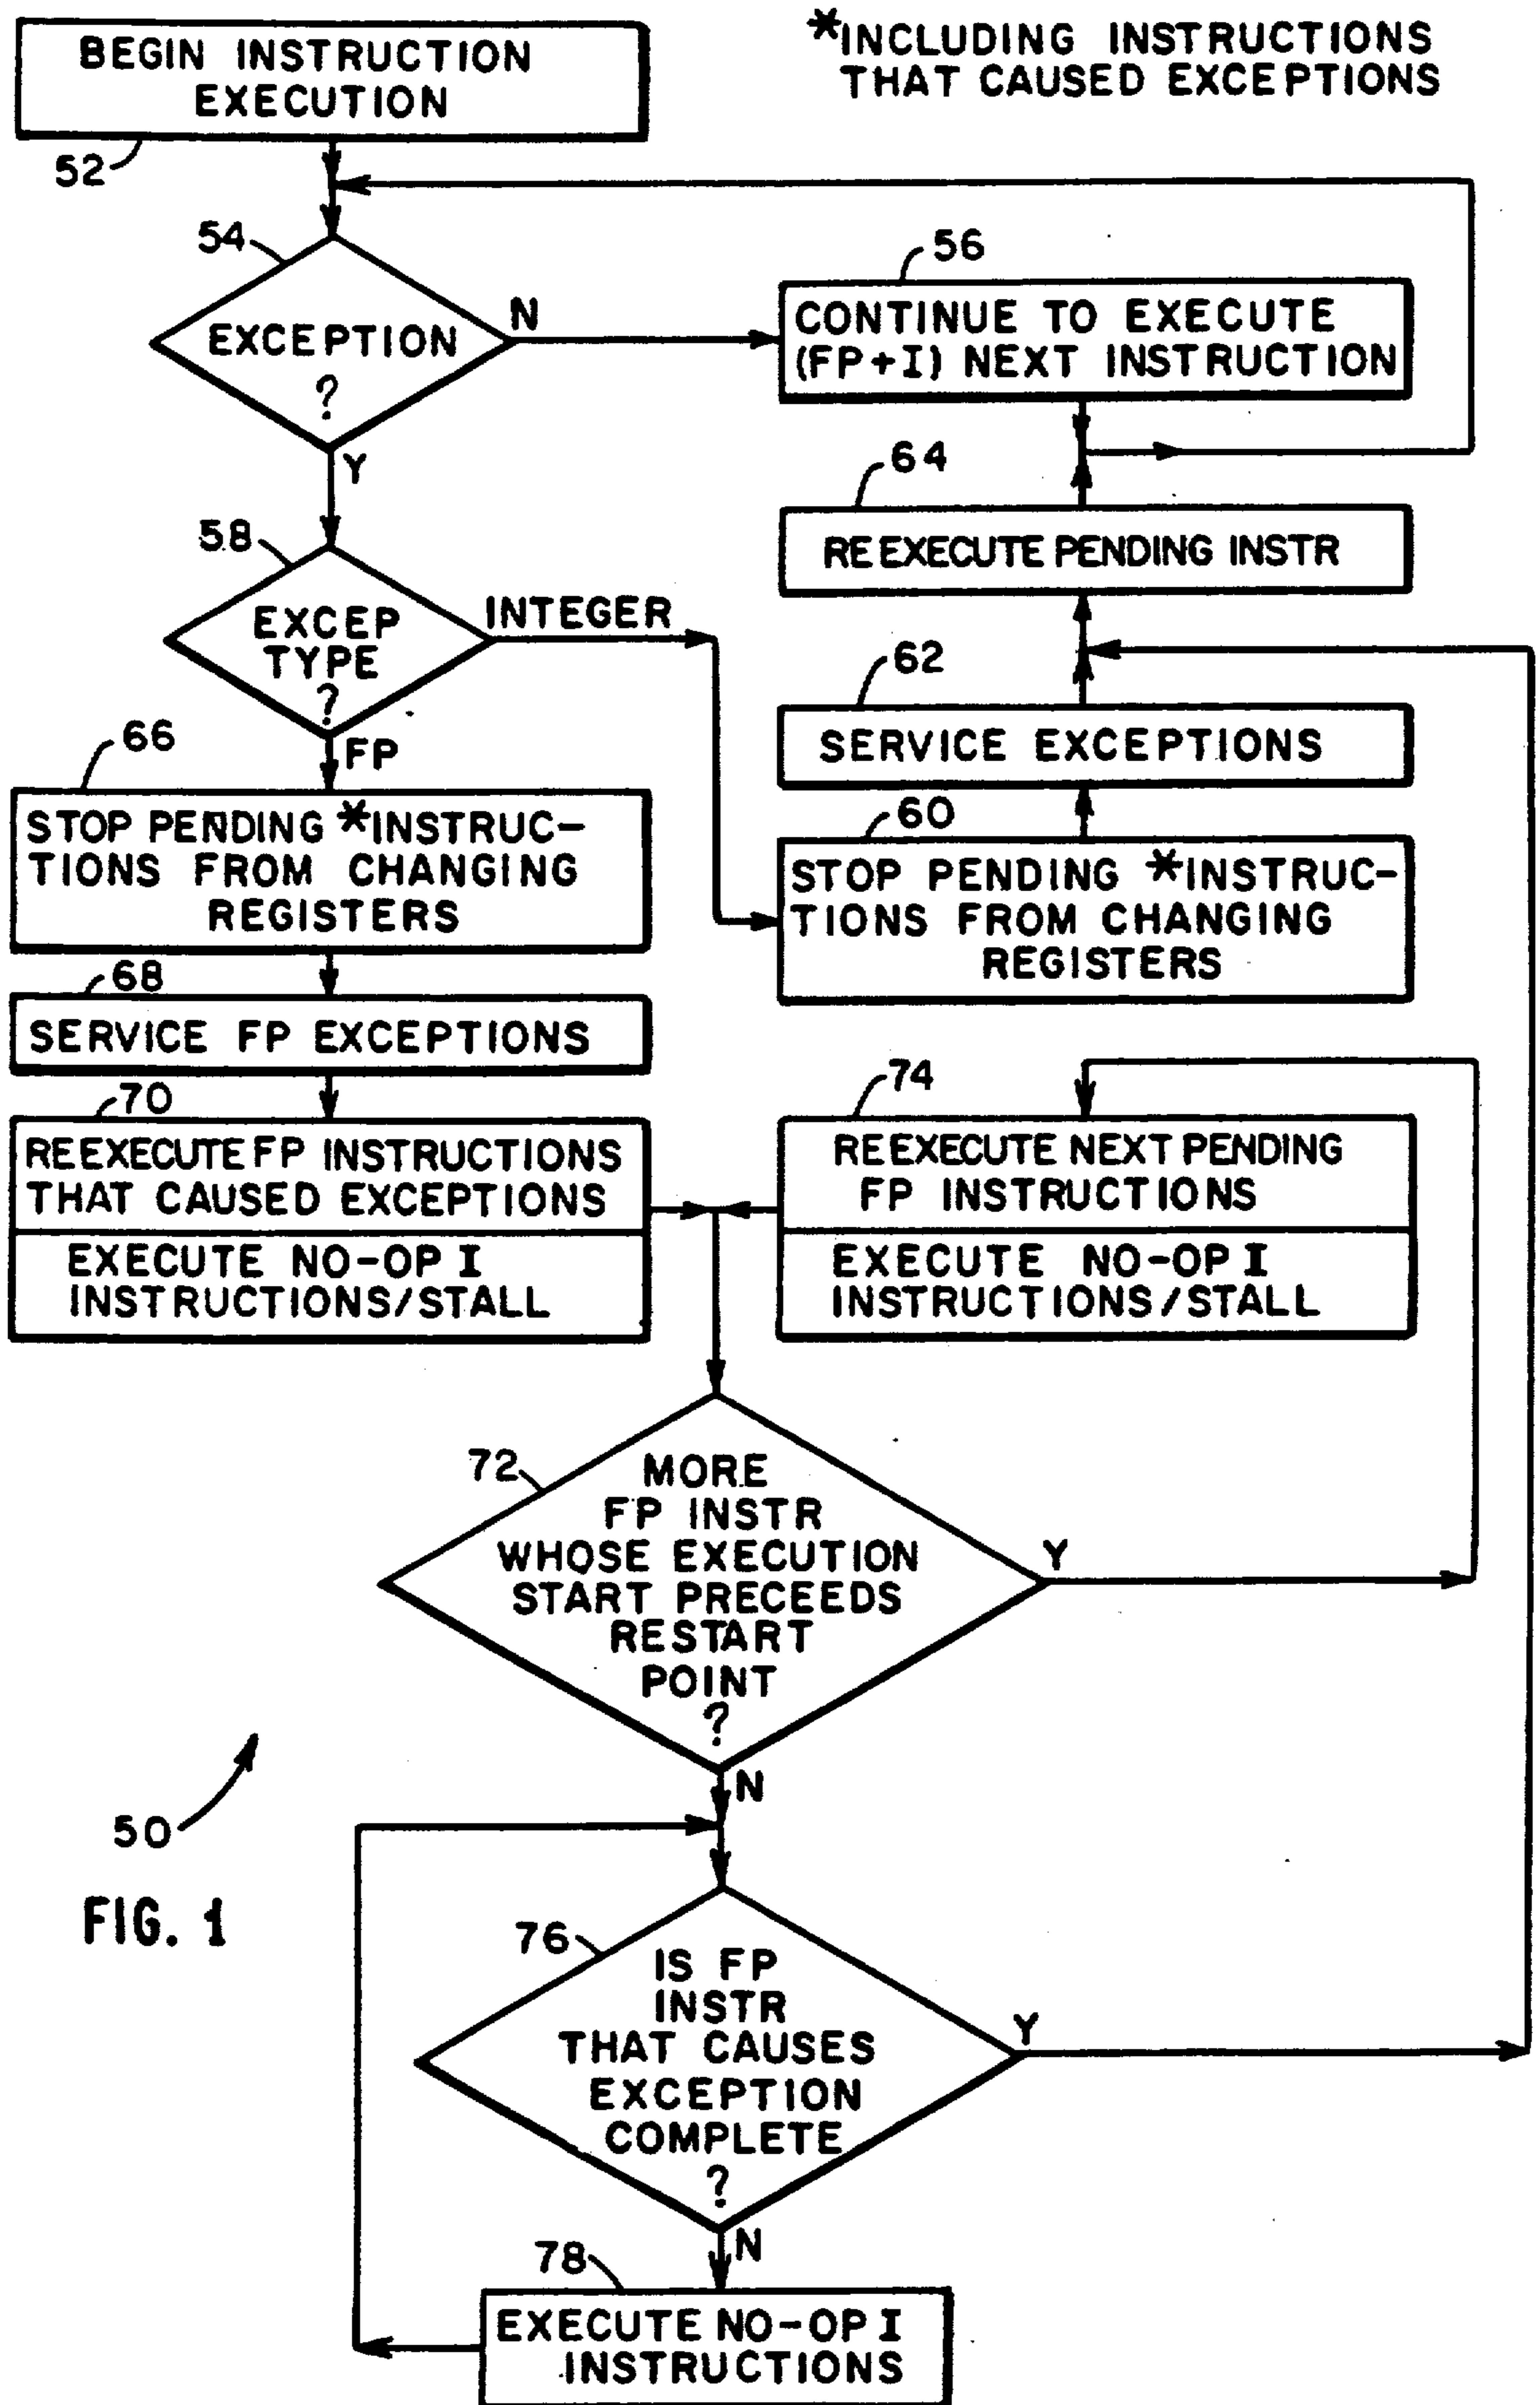 BEGIN INSTRUCTION
EXECUTION
*INCLUDING INSTRUCTIONS
THAT CAUSED EXCEPTIONS
52
54
EXCEPTION
?
N
Y
56
CONTINUE TO EXECUTE
(FP+I) NEXT INSTRUCTION
64
REEXECUTE PENDING INSTR
58
EXCEP
TYPE
?
INTEGER
FP
62
SERVICE EXCEPTIONS
66
STOP PENDING *INSTRUC-
TIONS FROM CHANGING
REGISTERS
60
STOP PENDING *INSTRUC-
TIONS FROM CHANGING
REGISTERS
68
SERVICE FP EXCEPTIONS
70
REEXECUTE FP INSTRUCTIONS
THAT CAUSED EXCEPTIONS
EXECUTE NO-OP I
INSTRUCTIONS/STALL
74
REEXECUTE NEXT PENDING
FP INSTRUCTIONS
EXECUTE NO-OP I
INSTRUCTIONS/STALL
72
MORE
FP INSTR
WHOSE EXECUTION
START PRECEEDS
RESTART
POINT
?
Y
N
50
FIG. 1
76
IS FP
INSTR
THAT CAUSES
EXCEPTION
COMPLETE
?
Y
N
78
EXECUTE NO-OP I
INSTRUCTIONS